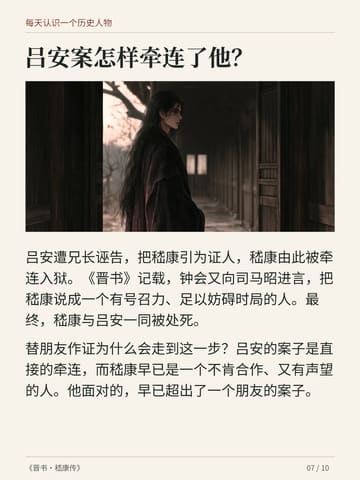 每天认识一个历史人物
吕安案怎样牵连了他？
吕安遭兄长诬告，把嵇康引为证人，嵇康由此被牵
连入狱。《晋书》记载，钟会又向司马昭进言，把
嵇康说成一个有号召力、足以妨碍时局的人。最
终，嵇康与吕安一同被处死。
替朋友作证为什么会走到这一步？吕安的案子是直
接的牵连，而嵇康早已是一个不肯合作、又有声望
的人。他面对的，早已超出了一个朋友的案子。
《晋书·嵇康传》
07 / 10